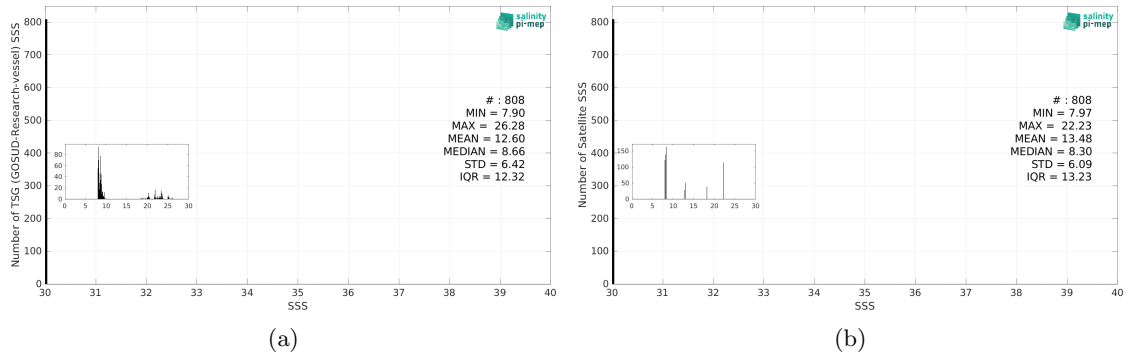 Number of TSG (GOSUD-Research-vessel) SSS
800
700
600
500
400
300
200
100
0
salinity
pi-mep
# : 808
MIN = 7.90
MAX = 26.28
MEAN = 12.60
MEDIAN = 8.66
STD = 6.42
IQR = 12.32
80
60
40
20
0
0 5 10 15 20 25 30
30 31 32 33 34 35 36 37 38 39 40
SSS
(a)
Number of Satellite SSS
800
700
600
500
400
300
200
100
0
salinity
pi-mep
# : 808
MIN = 7.97
MAX = 22.23
MEAN = 13.48
MEDIAN = 8.30
STD = 6.09
IQR = 13.23
150
100
50
0
0 5 10 15 20 25 30
30 31 32 33 34 35 36 37 38 39 40
SSS
(b)